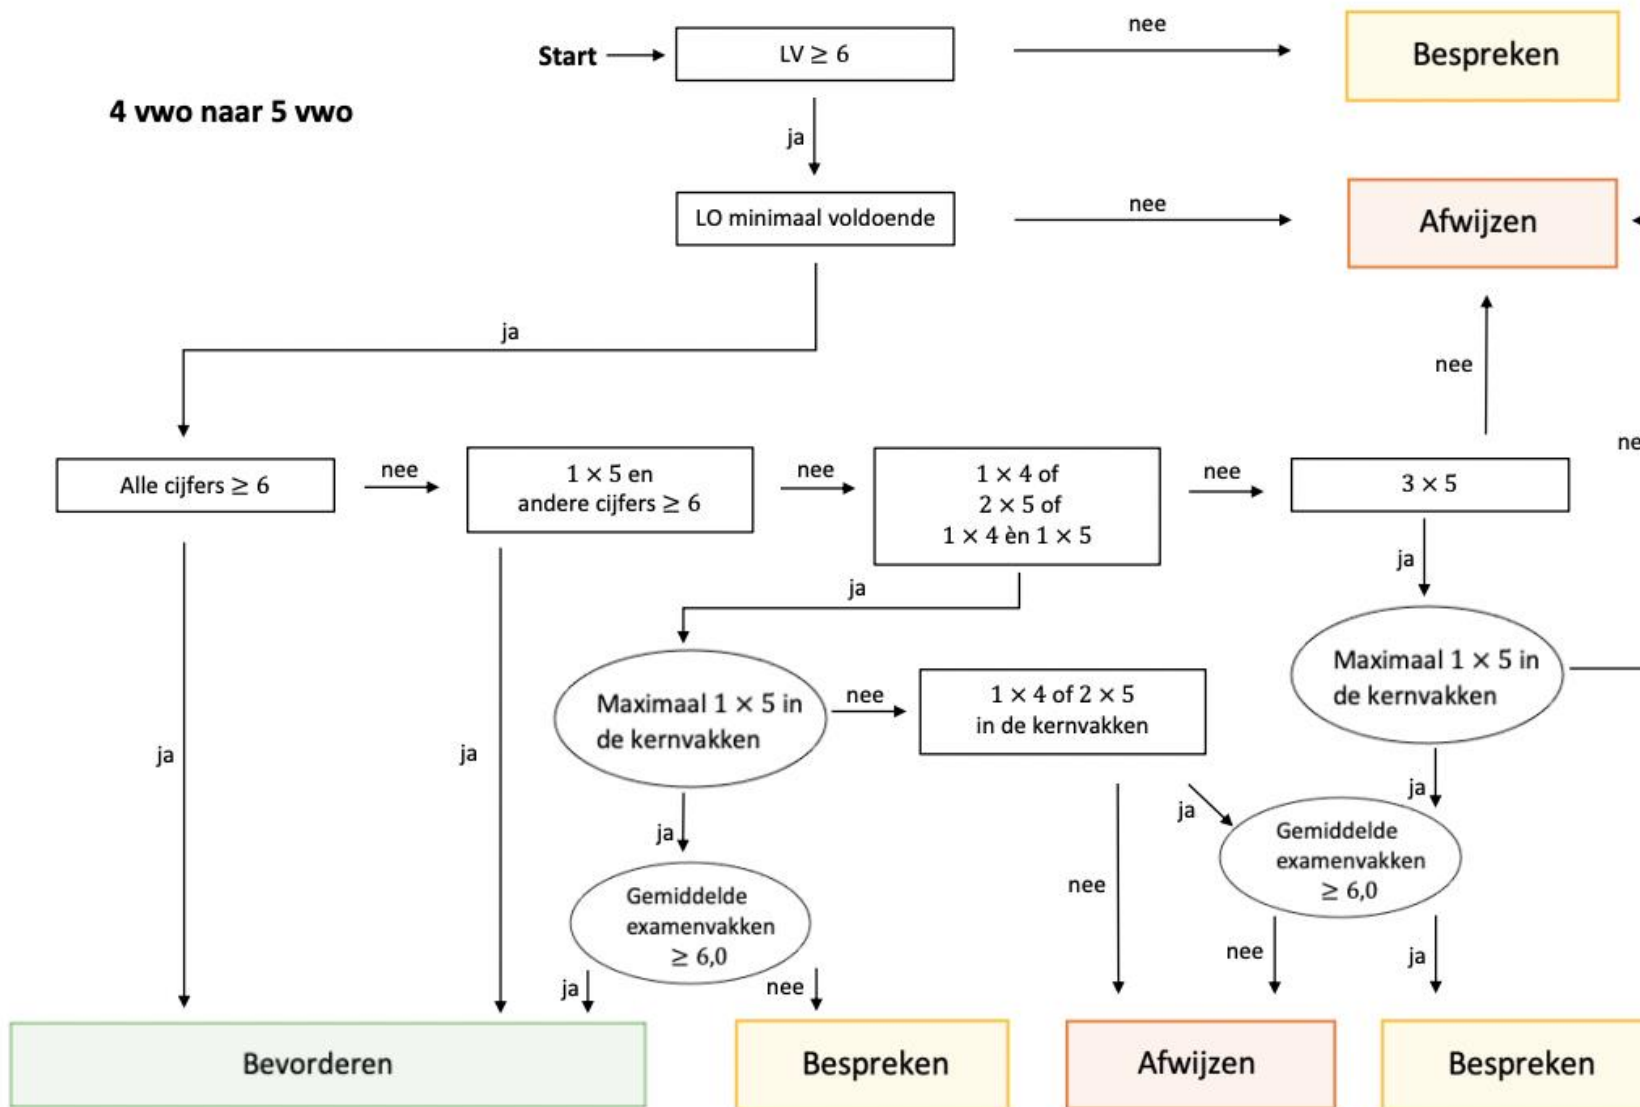 Start
LV ≥ 6
nee
Bespreken
4 vwo naar 5 vwo
ja
LO minimaal voldoende
nee
Afwijzen
ja
nee
Alle cijfers ≥ 6
nee
1 × 5 en
andere cijfers ≥ 6
nee
1 × 4 of
2 × 5 of
1 × 4 èn 1 × 5
nee
3 × 5
ja
ja
Maximaal 1 × 5 in
de kernvakken
nee
1 × 4 of 2 × 5
in de kernvakken
Maximaal 1 × 5 in
de kernvakken
ja
ja
ja
ja
ja
Gemiddelde
examenvakken
≥ 6,0
nee
Gemiddelde
examenvakken
≥ 6,0
ja
nee
nee
ja
Bevorderen
Bespreken
Afwijzen
Bespreken